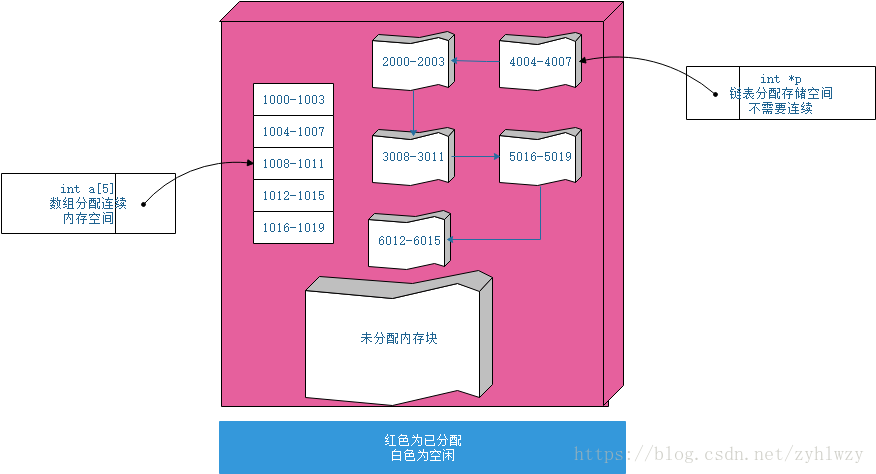 2000-2003
4004-4007
int *p
链表分配存储空间
不需要连续
1000-1003
1004-1007
1008-1011
1012-1015
1016-1019
3008-3011
5016-5019
int a[5]
数组分配连续
内存空间
6012-6015
未分配内存块
红色为已分配
白色为空闲
https://blog.csdn.net/zyhlwzy